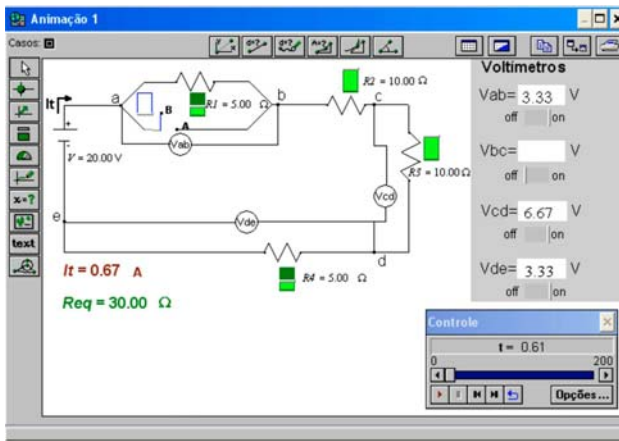 Animação 1
Casos:
x=?
text
It
a
b
c
d
e
B
A
R1 = 5.00 Ω
R2 = 10.00 Ω
R3 = 10.00 Ω
R4 = 5.00 Ω
V = 20.00 V
+
-
Vab
Vcd
Vde
It = 0.67 A
Req = 30.00 Ω
Voltímetros
Vab= 3.33 V
off on
Vbc= V
off on
Vcd= 6.67 V
off on
Vde= 3.33 V
off on
Controle
t = 0.61
0 200
Opções...